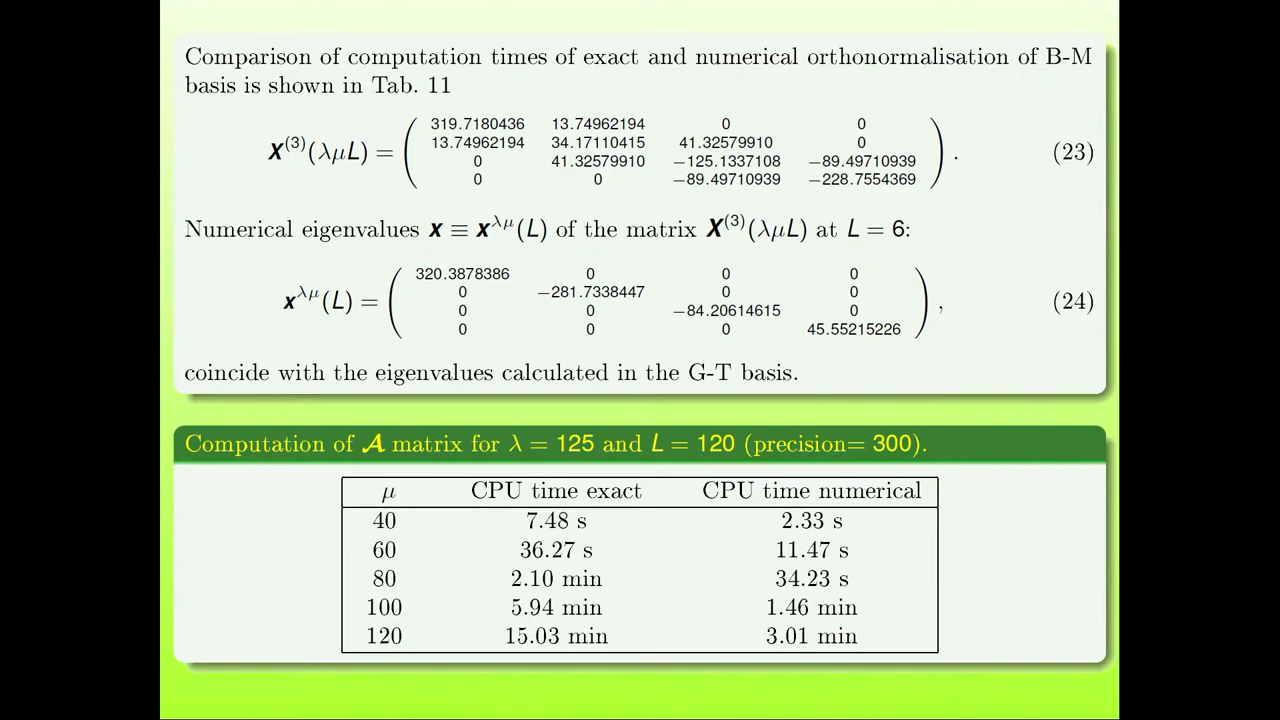 Comparison of computation times of exact and numerical orthonormalisation of B-M
basis is shown in Tab. 11
319.7180436 13.74962194 0 0
13.74962194 34.17110415 41.32579910 0
X(3)(λμL) = ( ) . (23)
0 41.32579910 −125.1337108 −89.49710939
0 0 −89.49710939 −228.7554369
Numerical eigenvalues x ≡ xλμ(L) of the matrix X(3)(λμL) at L = 6:
320.3878386 0 0 0
0 −281.7338447 0 0
xλμ(L) = ( ) , (24)
0 0 −84.20614615 0
0 0 0 45.55215226
coincide with the eigenvalues calculated in the G-T basis.
Computation of A matrix for λ = 125 and L = 120 (precision= 300).
μ CPU time exact CPU time numerical
40 7.48 s 2.33 s
60 36.27 s 11.47 s
80 2.10 min 34.23 s
100 5.94 min 1.46 min
120 15.03 min 3.01 min